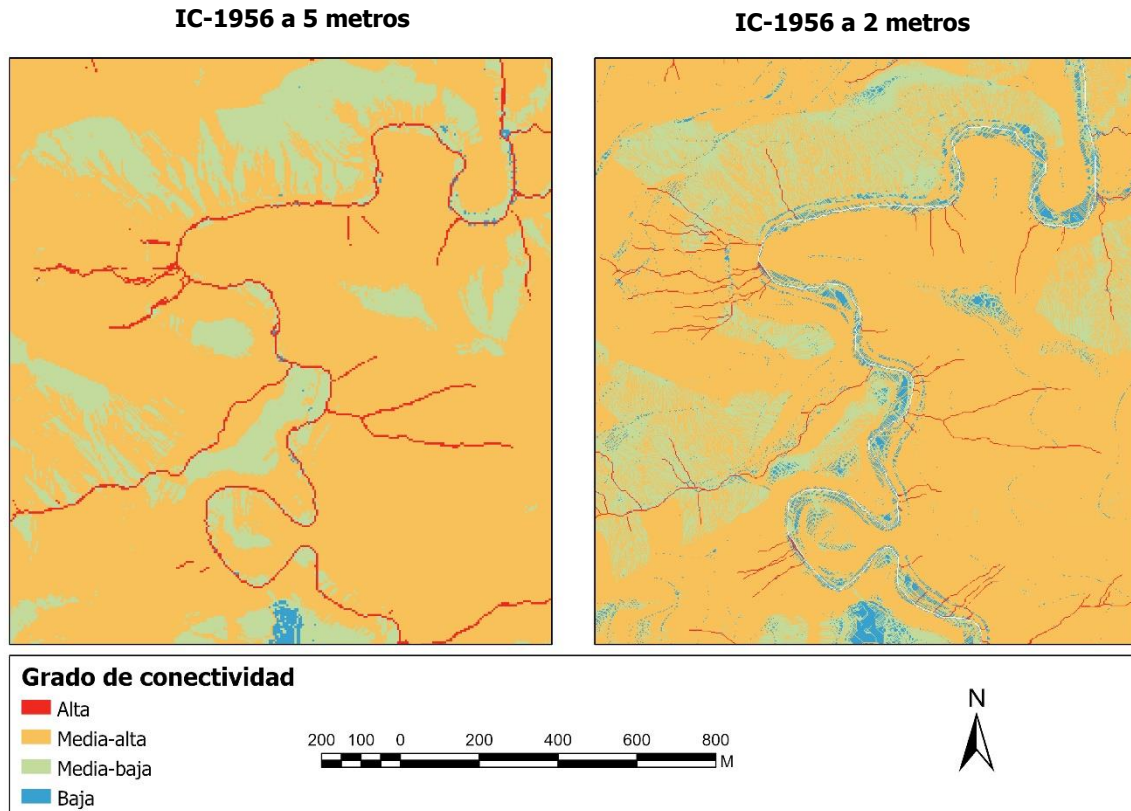 IC-1956 a 5 metros
IC-1956 a 2 metros
Grado de conectividad
Alta
Media-alta
Media-baja
Baja
200 100 0 200 400 600 800
M
N